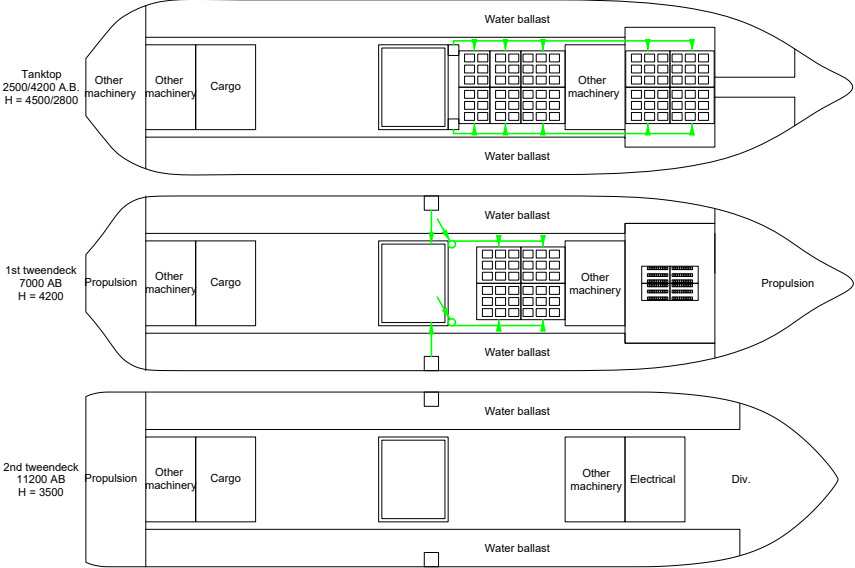 Water ballast
Tanktop
2500/4200 A.B.
H = 4500/2800
Other
machinery
Other
machinery
Cargo
Other
machinery
Water ballast
Water ballast
1st tweendeck
7000 AB
H = 4200
Propulsion
Other
machinery
Cargo
Other
machinery
Propulsion
Water ballast
Water ballast
2nd tweendeck
11200 AB
H = 3500
Propulsion
Other
machinery
Cargo
Other
machinery
Electrical
Div.
Water ballast